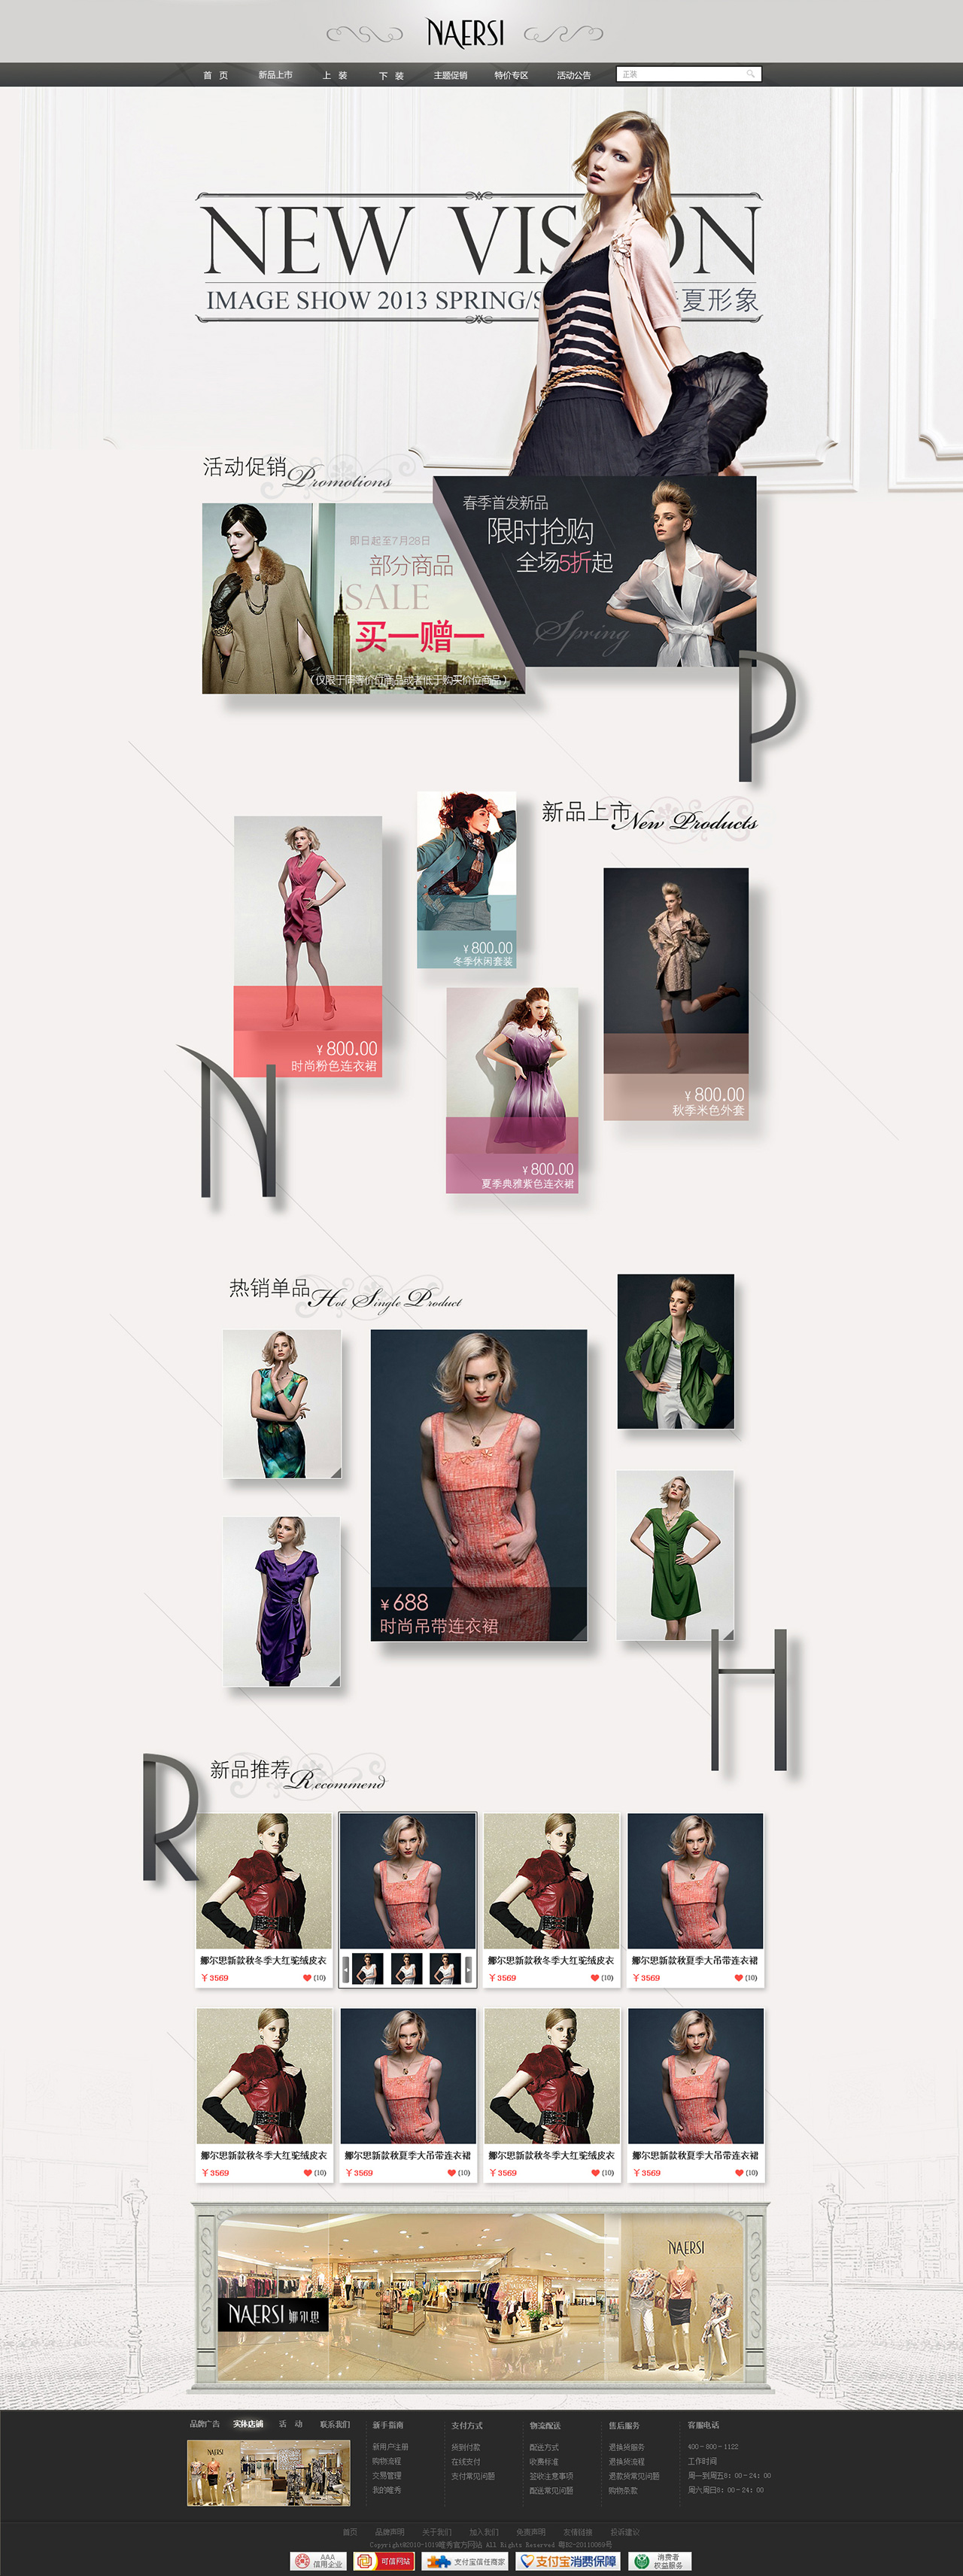 NAERSI
首 页 新品上市 上 装 下 装 主题促销 特价专区 活动公告
NEW VISION
IMAGE SHOW 2013 SPRING/S 夏形象
活动促销
Promotions
即日起至7月28日
部分商品
SALE
买一赠一
(仅限于同等价位商品或者低于购买价位商品)
春季首发新品
限时抢购
全场5折起
Spring
P
新品上市
New Products
¥ 800.00
时尚粉色连衣裙
¥ 800.00
冬季休闲套装
¥ 800.00
夏季典雅紫色连衣裙
¥ 800.00
秋季米色外套
N
热销单品
Hot Single Product
¥ 688
时尚吊带连衣裙
H
R
新品推荐
Recommend
娜尔思新款秋冬季大红驼绒皮衣
¥ 3569 (10)
娜尔思新款秋冬季大红驼绒皮衣
¥ 3569 (10)
娜尔思新款秋夏季大吊带连衣裙
¥ 3569 (10)
娜尔思新款秋冬季大红驼绒皮衣
¥ 3569 (10)
娜尔思新款秋夏季大吊带连衣裙
¥ 3569 (10)
娜尔思新款秋冬季大红驼绒皮衣
¥ 3569 (10)
娜尔思新款秋夏季大吊带连衣裙
¥ 3569 (10)
NAERSI 娜尔思
NAERSI
品牌广告 实体店铺 活 动 联系我们
NAERSI
新手指南
新用户注册
购物流程
交易管理
我的唯秀
支付方式
货到付款
在线支付
支付常见问题
物流配送
配送方式
收费标准
签收注意事项
配送常见问题
售后服务
退换货服务
退换货流程
退款货常见问题
购物条款
客服电话
400-800-1122
工作时间
周一到周五8:00-24:00
周六周日8:00-24:00
首页 品牌声明 关于我们 加入我们 免责声明 友情链接 投诉建议
Copyright©2010-1019唯秀官方网站 All Rights Reserved 粤B2-20110069号
AAA
信用企业
可信网站
支付宝信任商家
支付宝消费保障
消费者
权益服务